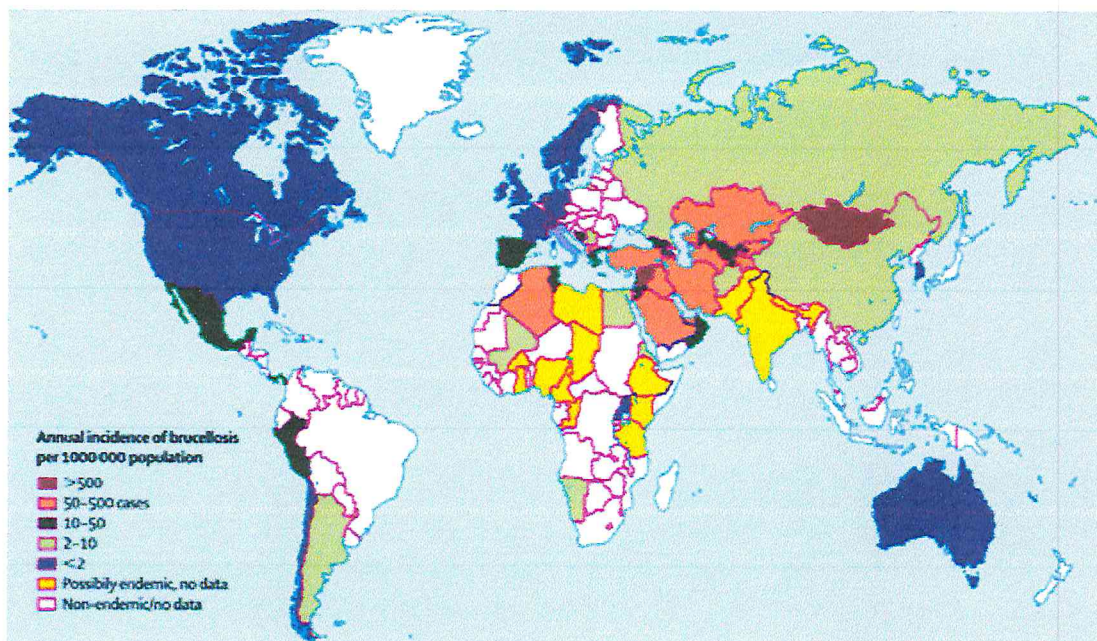 Annual incidence of brucellosis
per 1000 000 population
>500
50–500 cases
10–50
2–10
<2
Possibily endemic, no data
Non-endemic/no data